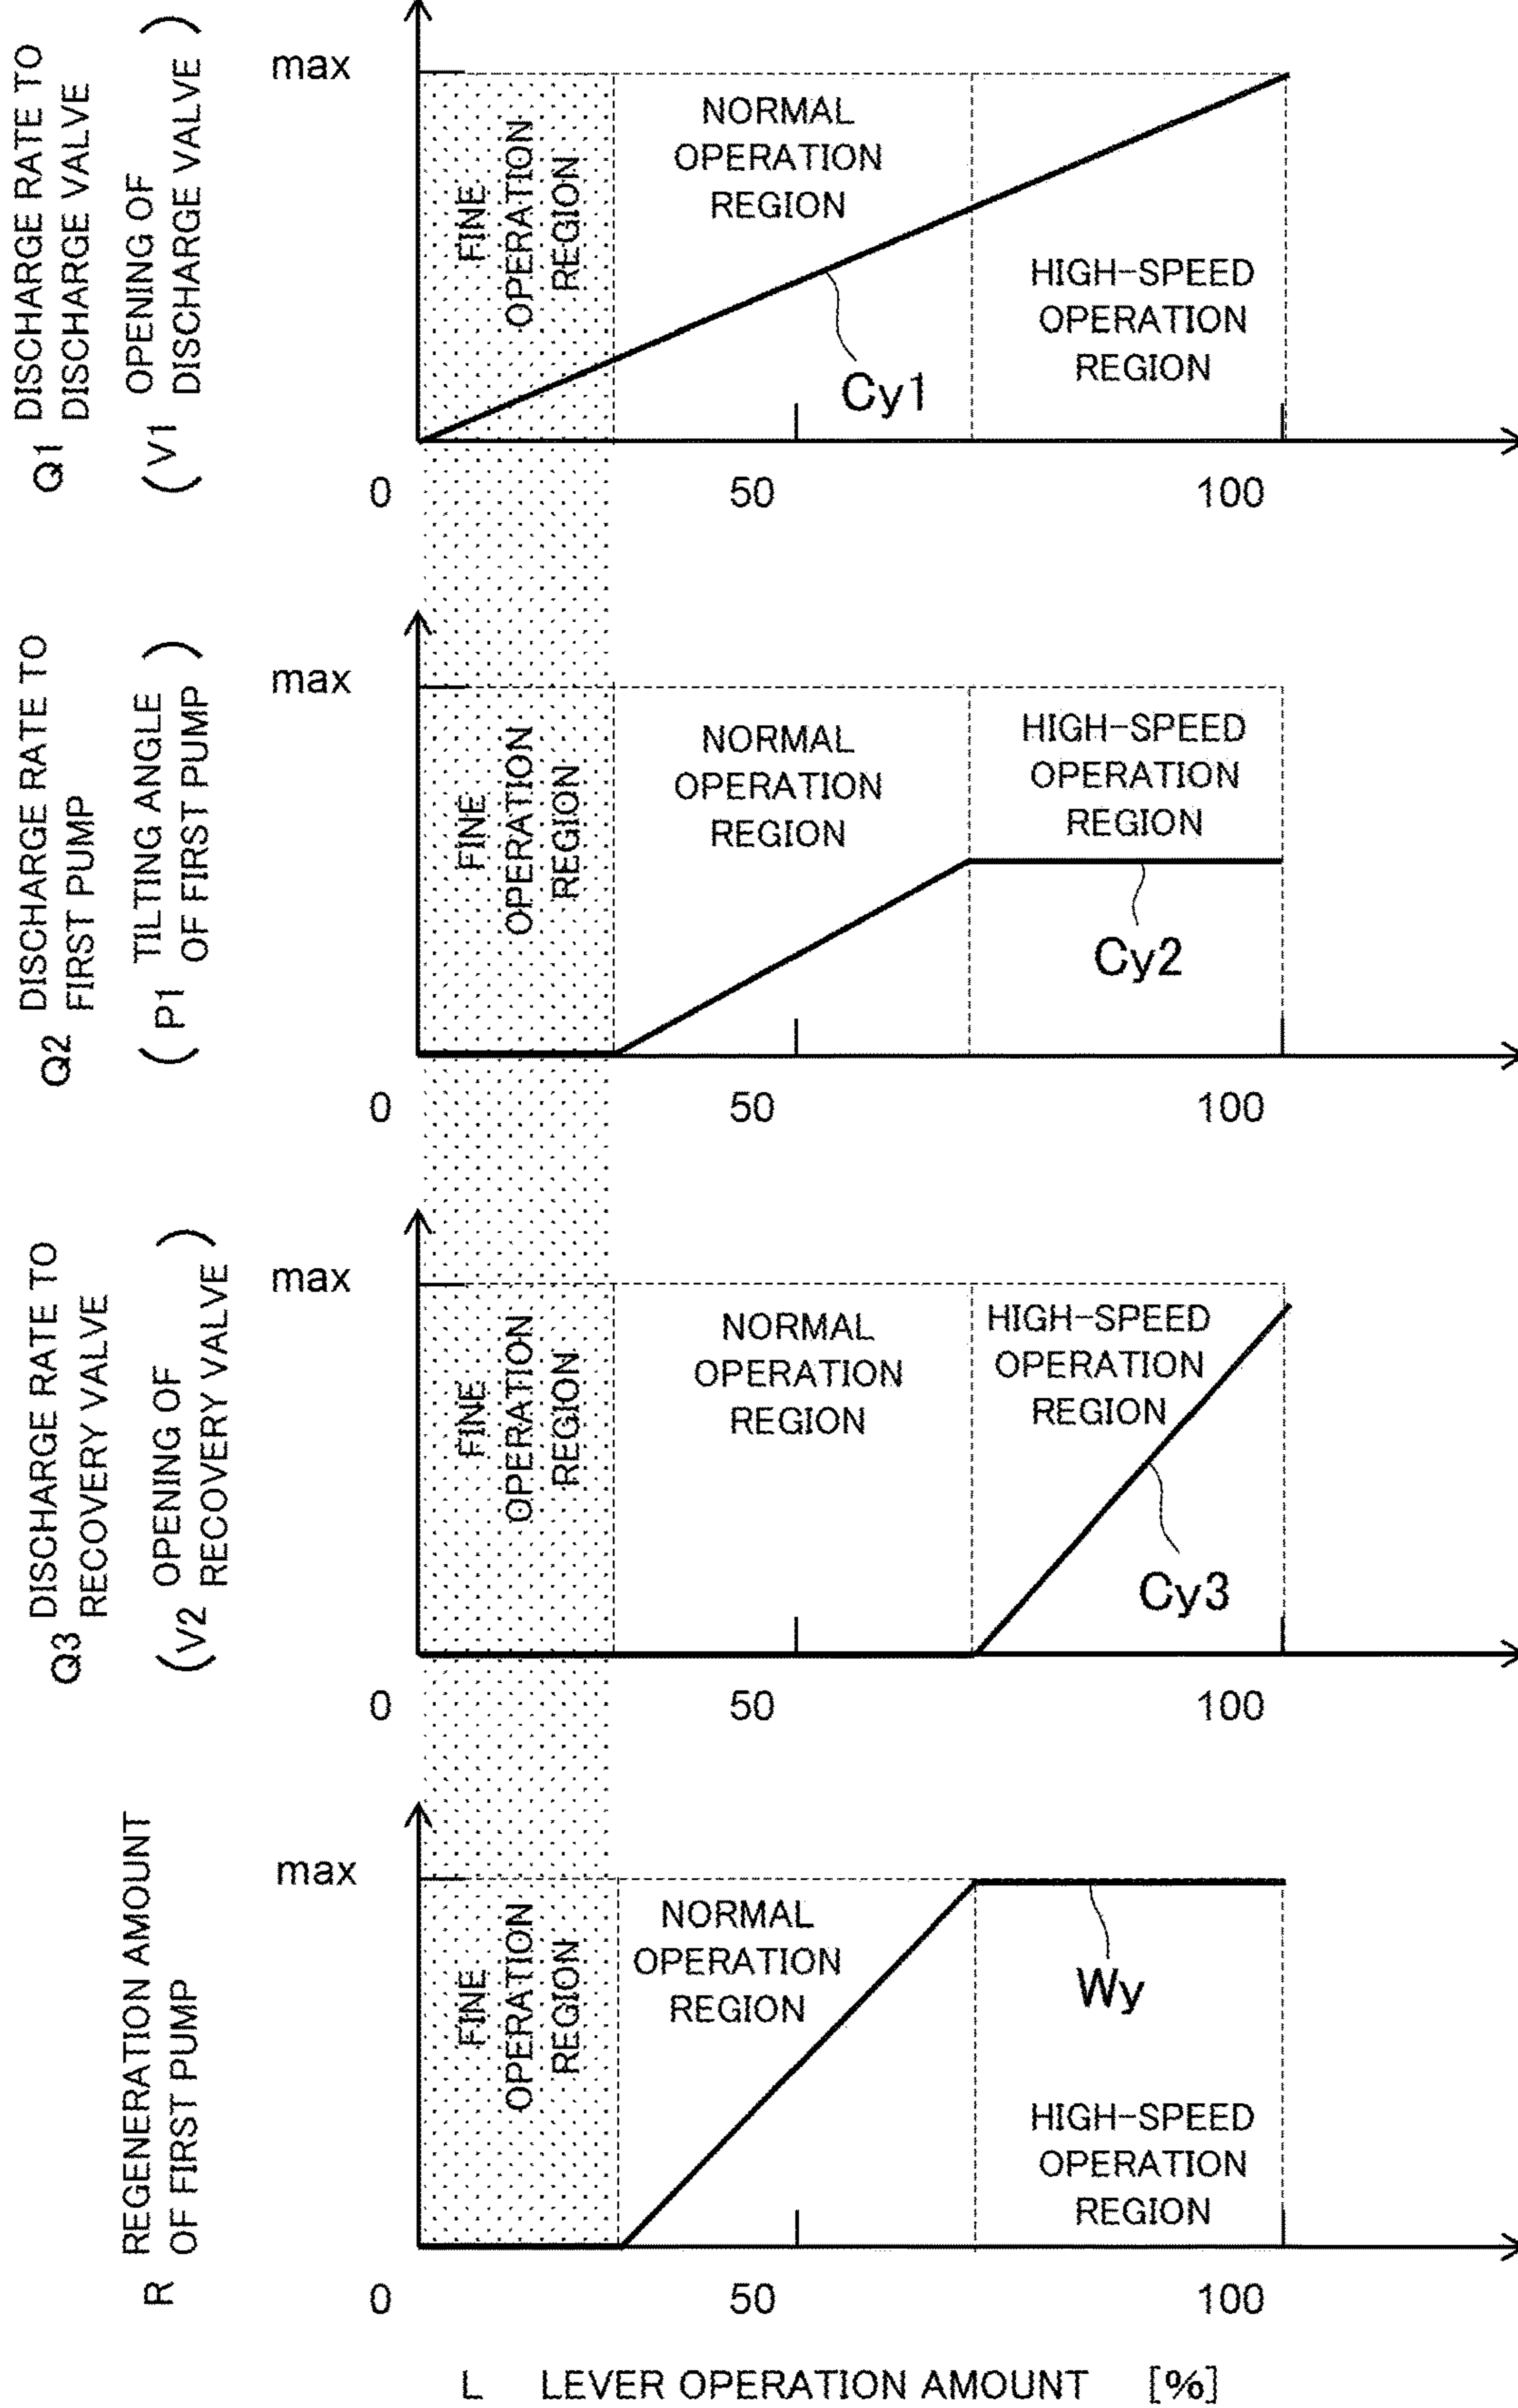 Q1 DISCHARGE RATE TO
DISCHARGE VALVE
(V1 OPENING OF
DISCHARGE VALVE)
max
FINE
OPERATION
REGION
NORMAL
OPERATION
REGION
HIGH-SPEED
OPERATION
REGION
Cy1
0 50 100
Q2 DISCHARGE RATE TO
FIRST PUMP
(P1 TILTING ANGLE
OF FIRST PUMP)
max
FINE
OPERATION
REGION
NORMAL
OPERATION
REGION
HIGH-SPEED
OPERATION
REGION
Cy2
0 50 100
Q3 DISCHARGE RATE TO
RECOVERY VALVE
(V2 OPENING OF
RECOVERY VALVE)
max
FINE
OPERATION
REGION
NORMAL
OPERATION
REGION
HIGH-SPEED
OPERATION
REGION
Cy3
0 50 100
R REGENERATION AMOUNT
OF FIRST PUMP
max
FINE
OPERATION
REGION
NORMAL
OPERATION
REGION
Wy
HIGH-SPEED
OPERATION
REGION
0 50 100
L LEVER OPERATION AMOUNT [%]